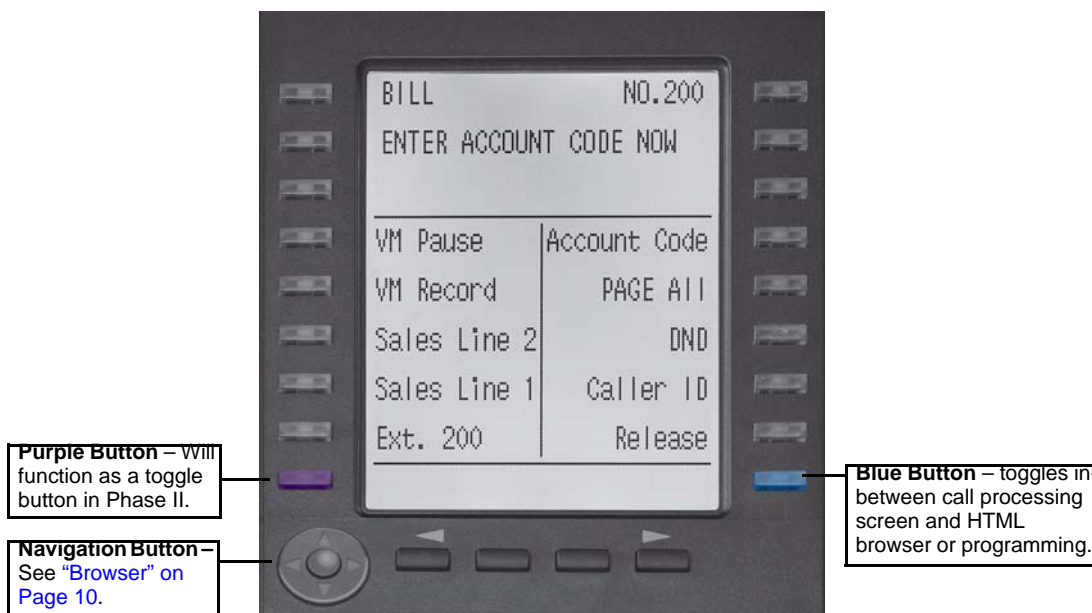 BILL NO.200
ENTER ACCOUNT CODE NOW
VM Pause Account Code
VM Record PAGE All
Sales Line 2 DND
Sales Line 1 Caller ID
Ext. 200 Release
Purple Button – Will
function as a toggle
button in Phase II.
Blue Button – toggles in-
between call processing
screen and HTML
browser or programming.
Navigation Button –
See "Browser" on
Page 10.